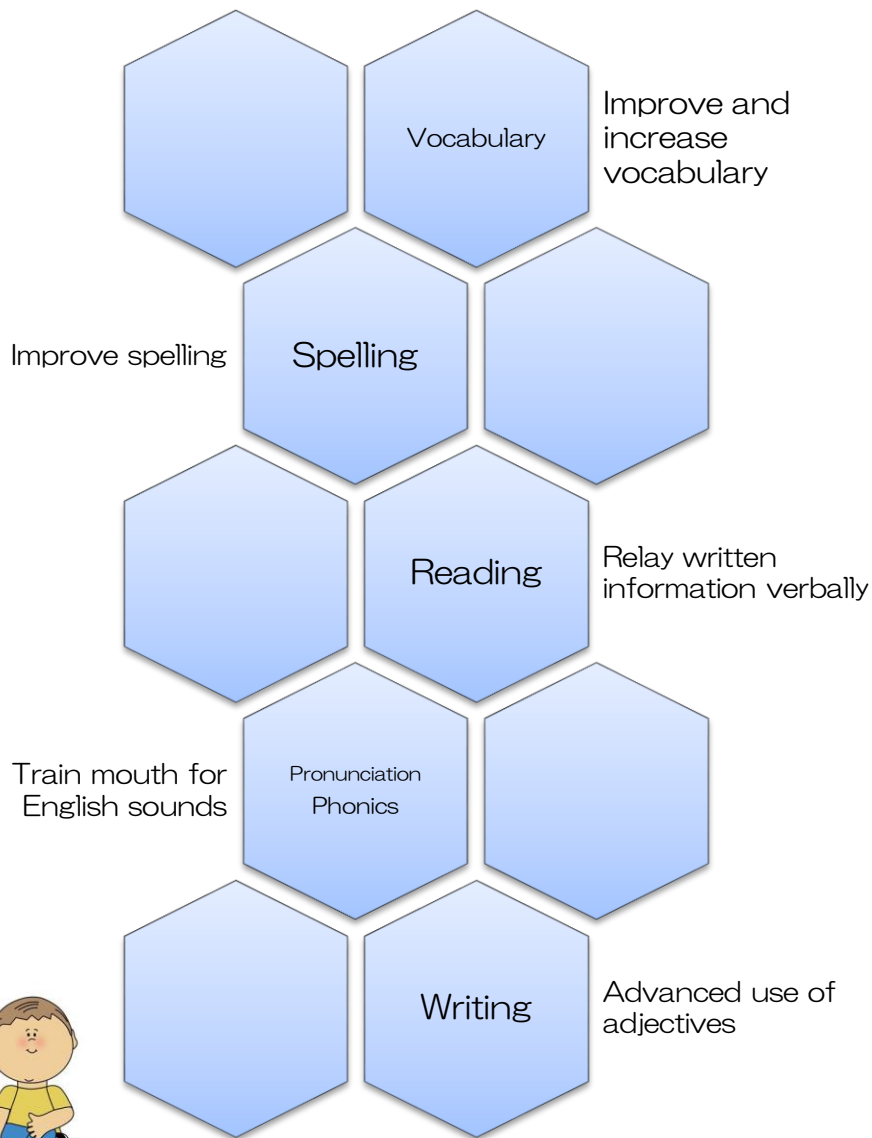 Vocabulary
Improve and
increase
vocabulary
Improve spelling
Spelling
Reading
Relay written
information verbally
Train mouth for
English sounds
Pronunciation
Phonics
Writing
Advanced use of
adjectives